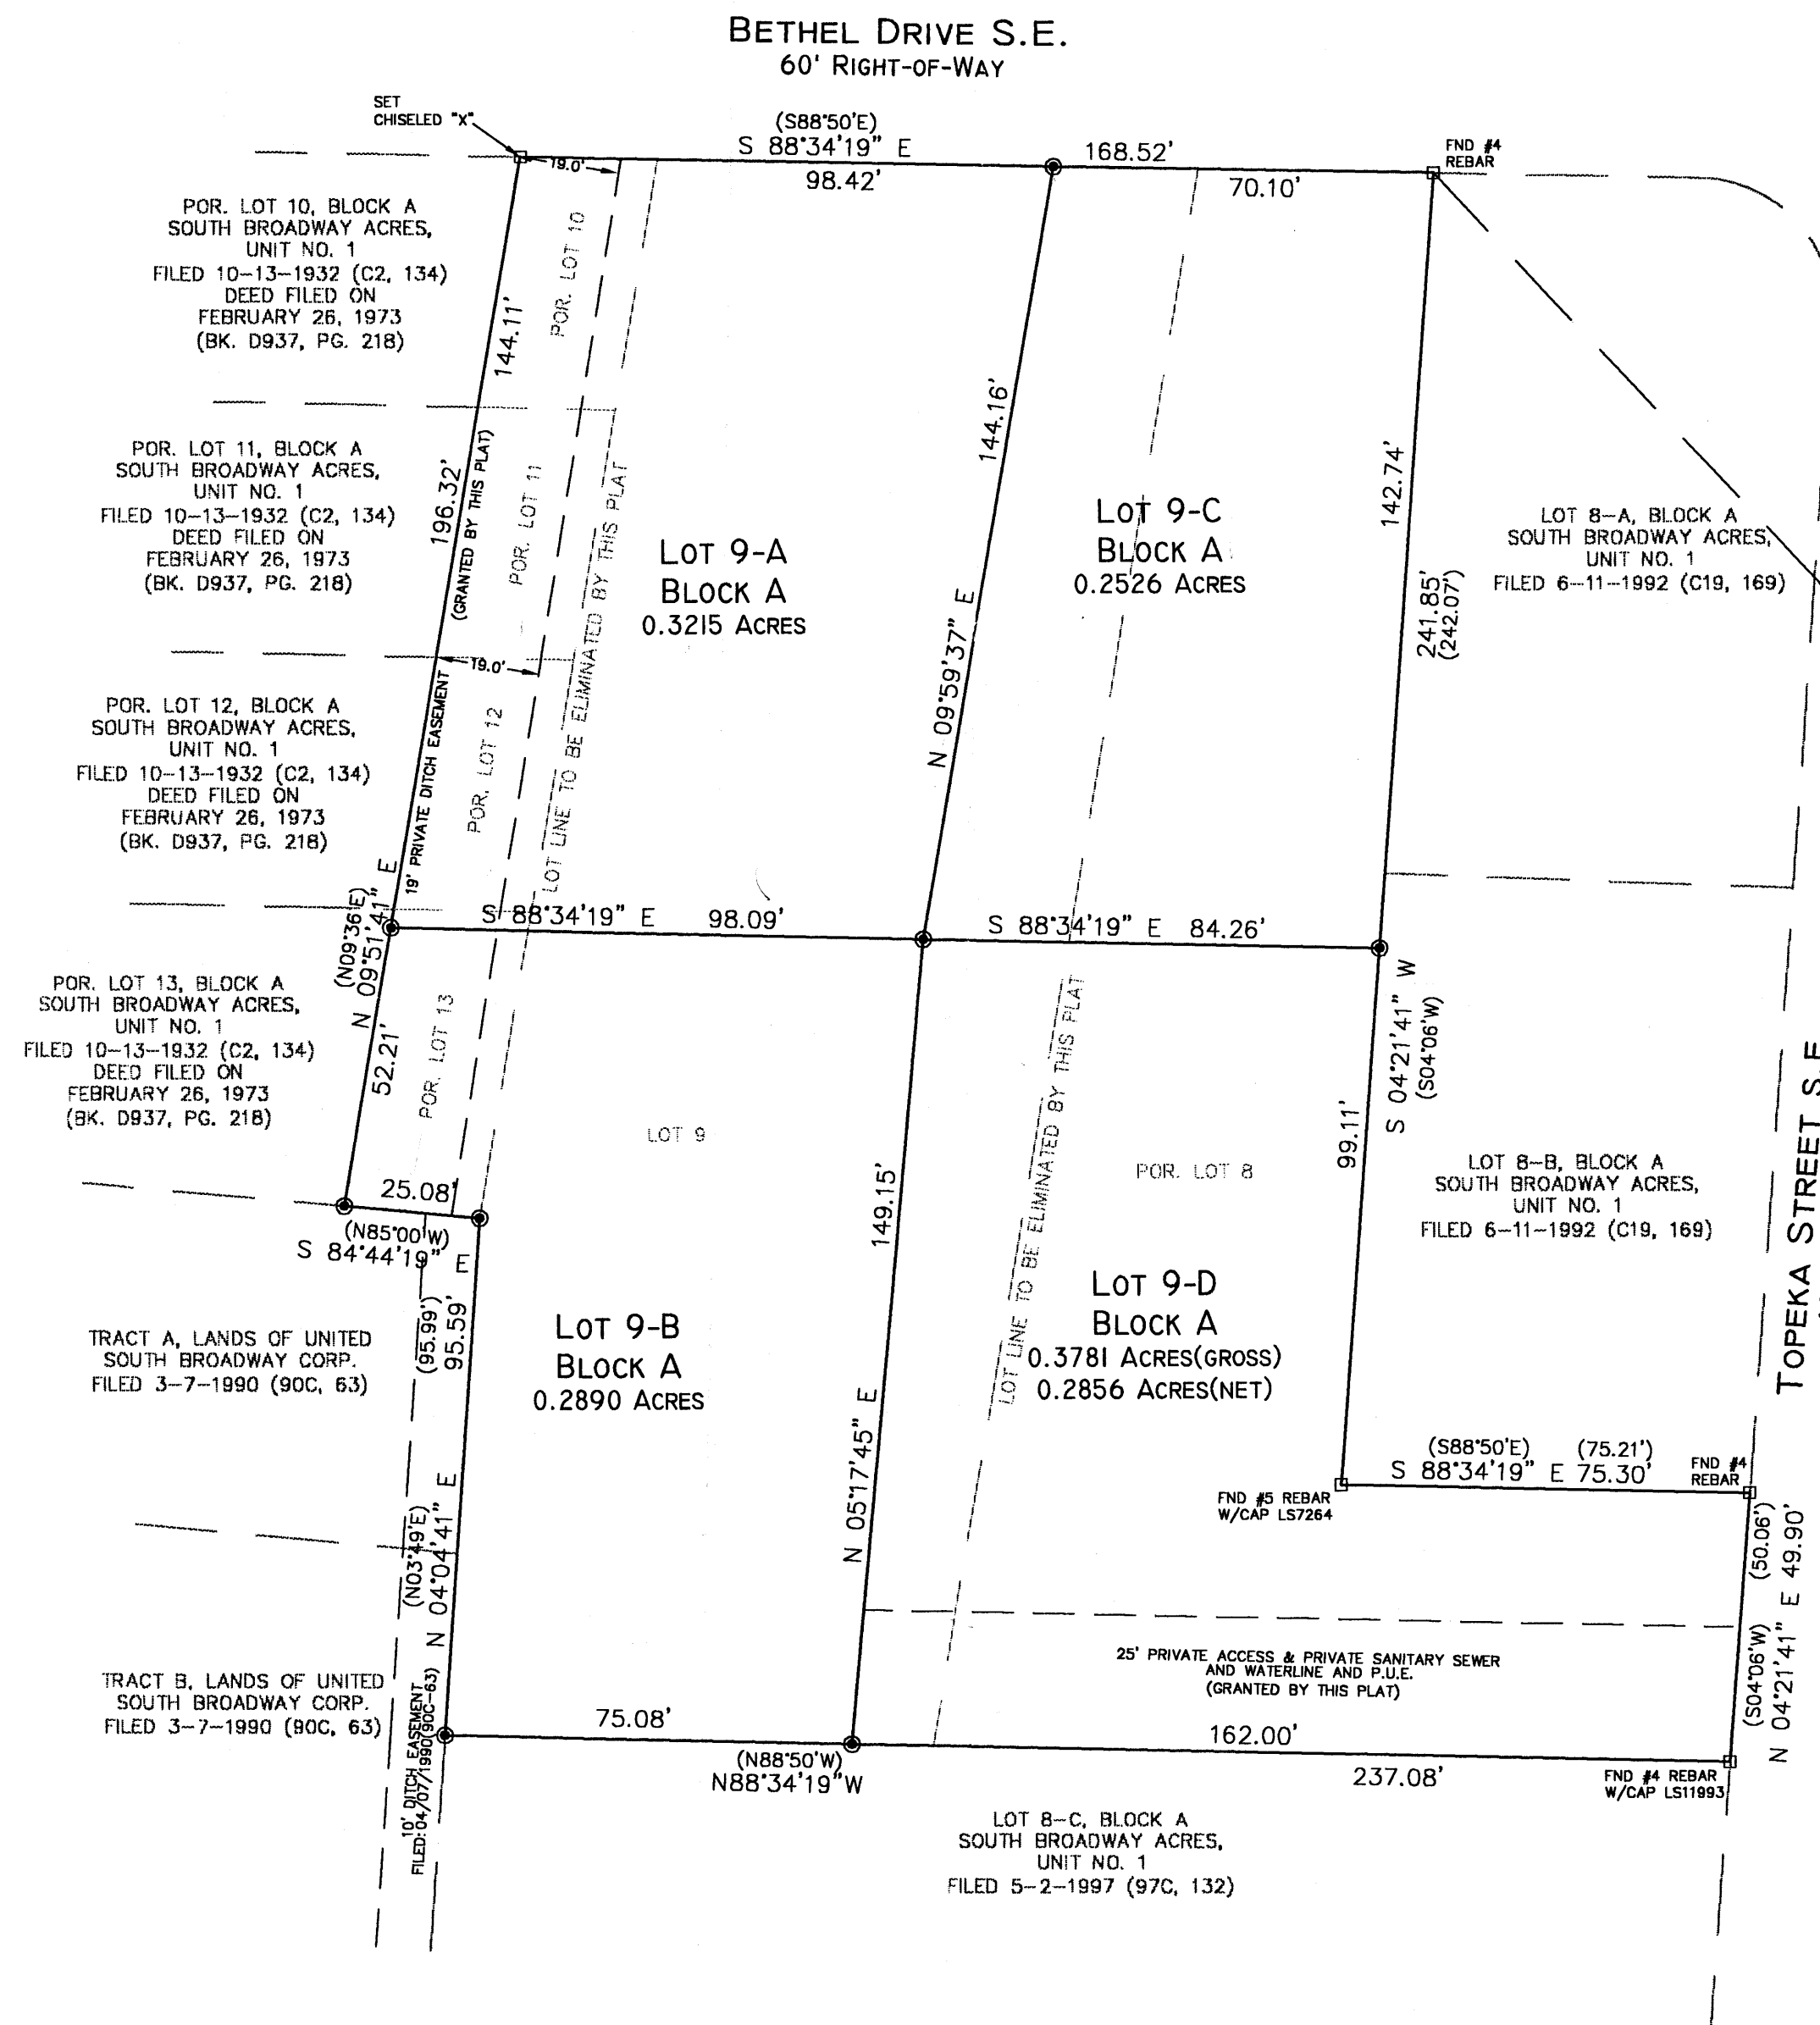 BETHEL DRIVE S.E.
60' RIGHT-OF-WAY
SET
CHISELED "X"
(S88°50'E)
S 88°34'19" E
168.52'
19.0'
98.42'
70.10'
FND #4
REBAR
POR. LOT 10, BLOCK A
SOUTH BROADWAY ACRES,
UNIT NO. 1
FILED 10-13-1932 (C2, 134)
DEED FILED ON
FEBRUARY 26, 1973
(BK. D937, PG. 218)
144.11'
POR. LOT 10
POR. LOT 11, BLOCK A
SOUTH BROADWAY ACRES,
UNIT NO. 1
FILED 10-13-1932 (C2, 134)
DEED FILED ON
FEBRUARY 26, 1973
(BK. D937, PG. 218)
196.32'
(GRANTED BY THIS PLAT)
19' PRIVATE DITCH EASEMENT
POR. LOT 11
LOT LINE TO BE ELIMINATED BY THIS PLAT
LOT 9-A
BLOCK A
0.3215 ACRES
144.16'
N 09°59'37" E
LOT 9-C
BLOCK A
0.2526 ACRES
142.74'
241.85'
(242.07')
LOT 8-A, BLOCK A
SOUTH BROADWAY ACRES,
UNIT NO. 1
FILED 6-11-1992 (C19, 169)
19.0'
POR. LOT 12, BLOCK A
SOUTH BROADWAY ACRES,
UNIT NO. 1
FILED 10-13-1932 (C2, 134)
DEED FILED ON
FEBRUARY 26, 1973
(BK. D937, PG. 218)
POR. LOT 12
(N09°36'E)
N 09°51'41" E
S 88°34'19" E 98.09'
S 88°34'19" E 84.26'
POR. LOT 13, BLOCK A
SOUTH BROADWAY ACRES,
UNIT NO. 1
FILED 10-13-1932 (C2, 134)
DEED FILED ON
FEBRUARY 26, 1973
(BK. D937, PG. 218)
52.21'
POR. LOT 13
LOT 9
149.15'
N 05°17'45" E
LOT LINE TO BE ELIMINATED BY THIS PLAT
POR. LOT 8
99.11'
S 04°21'41" W
(S04°06'W)
LOT 8-B, BLOCK A
SOUTH BROADWAY ACRES,
UNIT NO. 1
FILED 6-11-1992 (C19, 169)
TOPEKA STREET S.E.
25.08'
(N85°00'W)
S 84°44'19" E
TRACT A, LANDS OF UNITED
SOUTH BROADWAY CORP.
FILED 3-7-1990 (90C, 63)
(95.99')
95.59'
(N03°49'E)
N 04°04'41" E
LOT 9-B
BLOCK A
0.2890 ACRES
LOT 9-D
BLOCK A
0.3781 ACRES(GROSS)
0.2856 ACRES(NET)
(S88°50'E) (75.21')
S 88°34'19" E 75.30'
FND #4
REBAR
FND #5 REBAR
W/CAP LS7264
(S04°06'W) (50.06')
N 04°21'41" E 49.90'
25' PRIVATE ACCESS & PRIVATE SANITARY SEWER
AND WATERLINE AND P.U.E.
(GRANTED BY THIS PLAT)
TRACT B, LANDS OF UNITED
SOUTH BROADWAY CORP.
FILED 3-7-1990 (90C, 63)
10' DITCH EASEMENT
FILED:04/07/1990(90C-63)
75.08'
162.00'
(N88°50'W)
N88°34'19"W
237.08'
FND #4 REBAR
W/CAP LS11993
LOT 8-C, BLOCK A
SOUTH BROADWAY ACRES,
UNIT NO. 1
FILED 5-2-1997 (97C, 132)